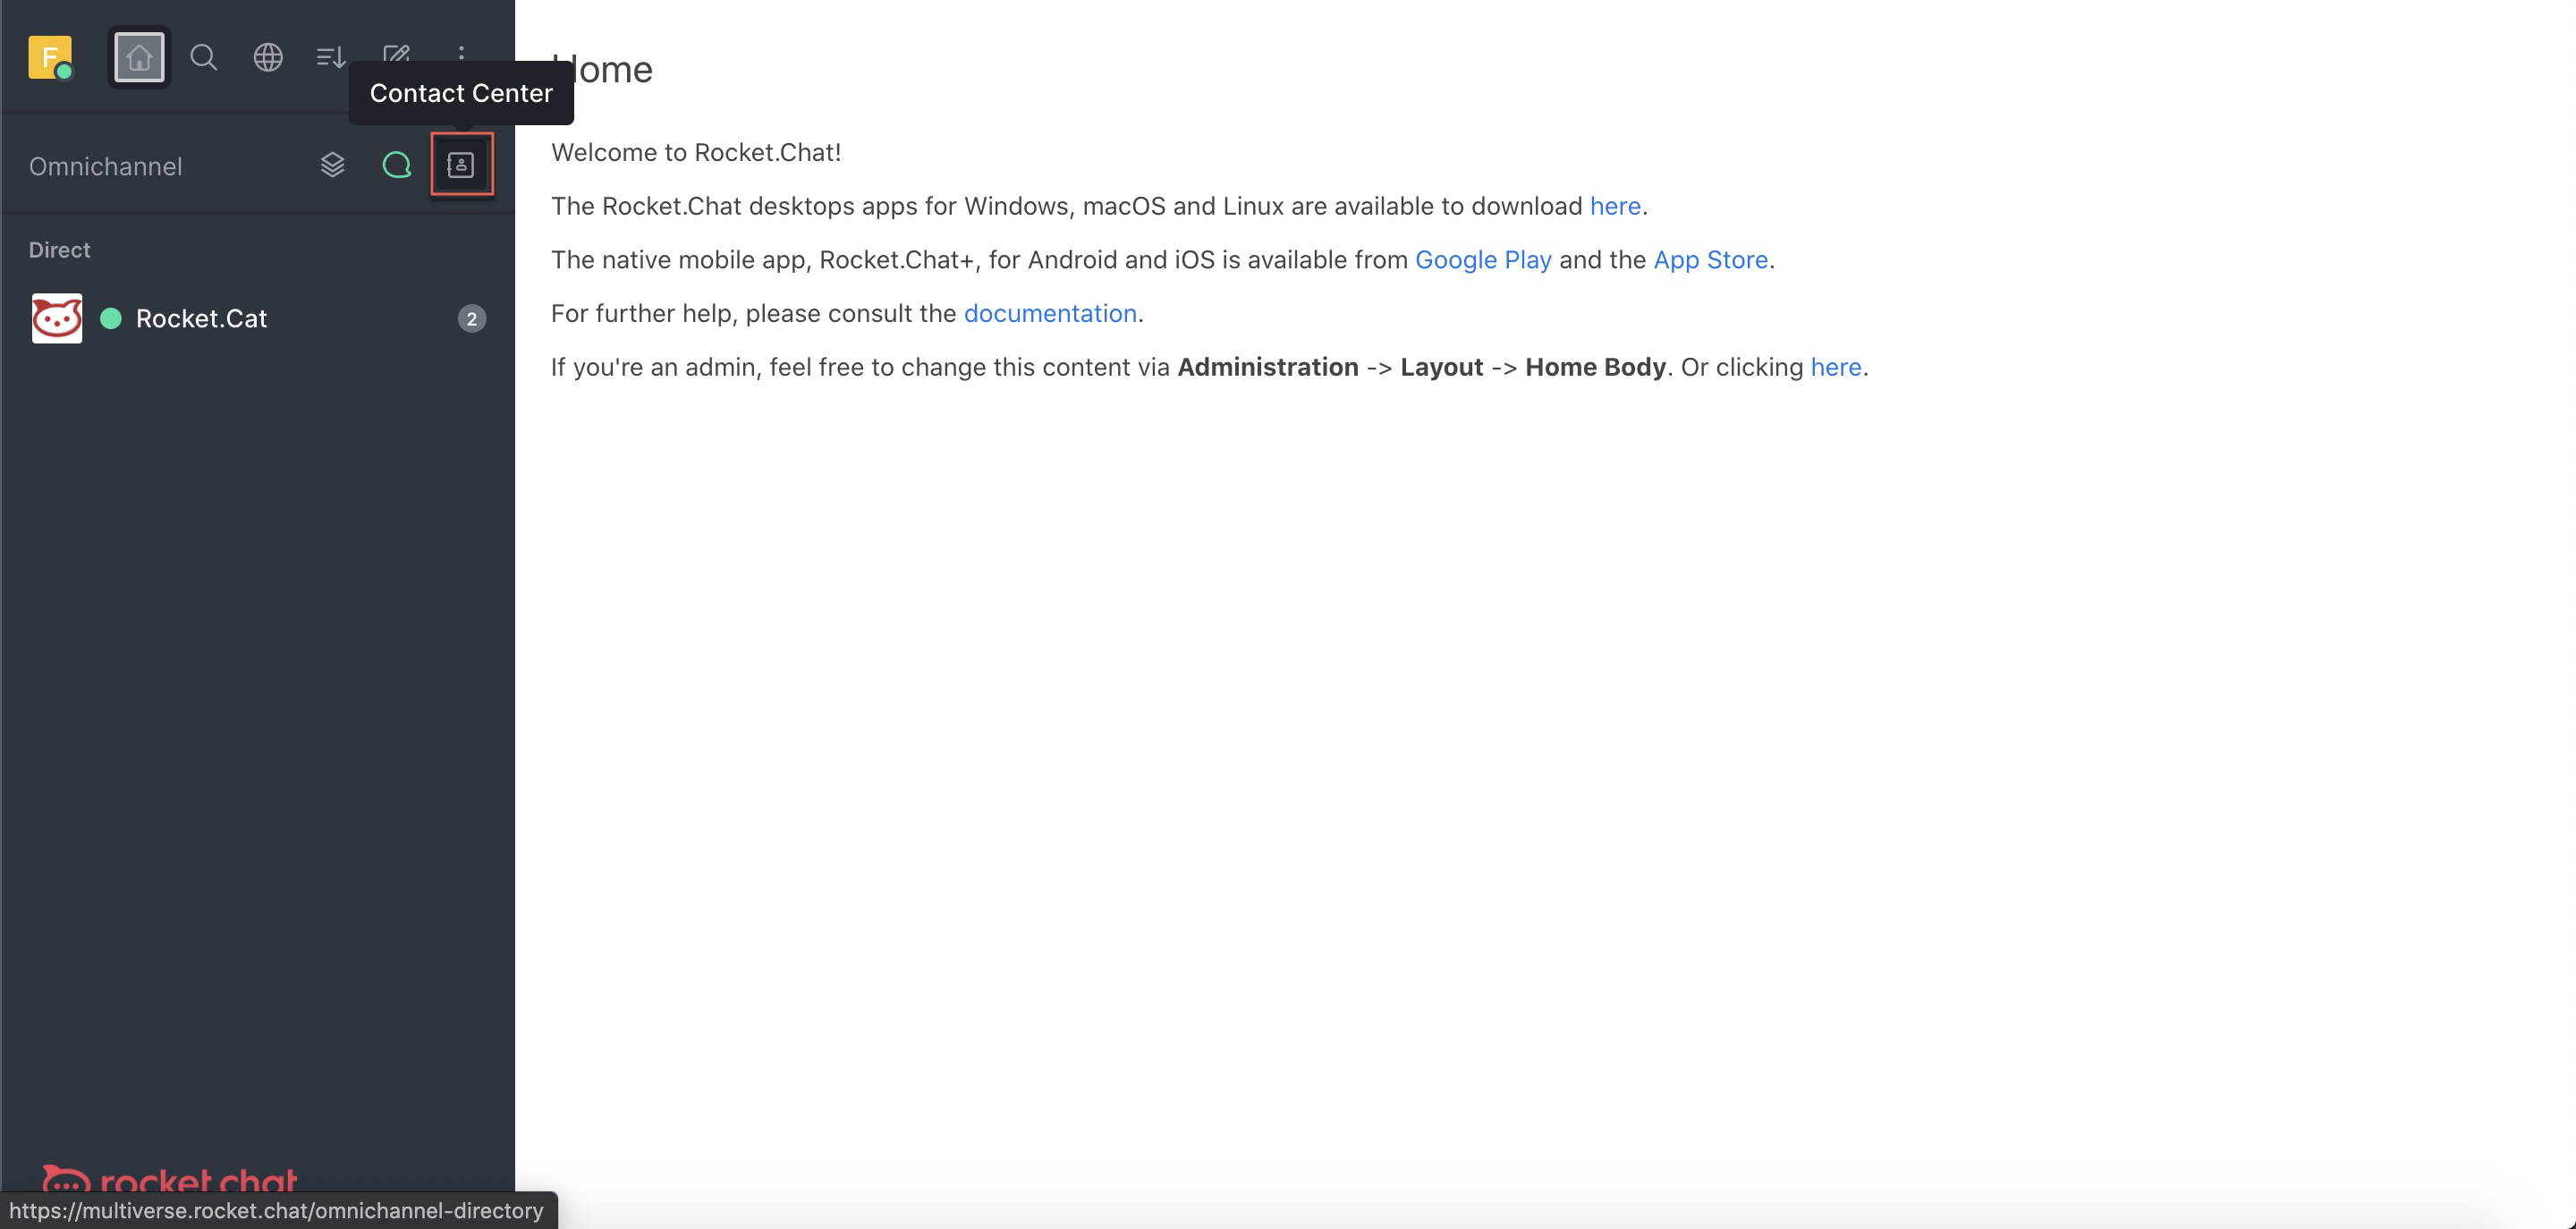 F
Contact Center
Home
Omnichannel
Direct
Rocket.Cat
2
Welcome to Rocket.Chat!
The Rocket.Chat desktops apps for Windows, macOS and Linux are available to download here.
The native mobile app, Rocket.Chat+, for Android and iOS is available from Google Play and the App Store.
For further help, please consult the documentation.
If you're an admin, feel free to change this content via Administration -> Layout -> Home Body. Or clicking here.
rocket.chat
https://multiverse.rocket.chat/omnichannel-directory